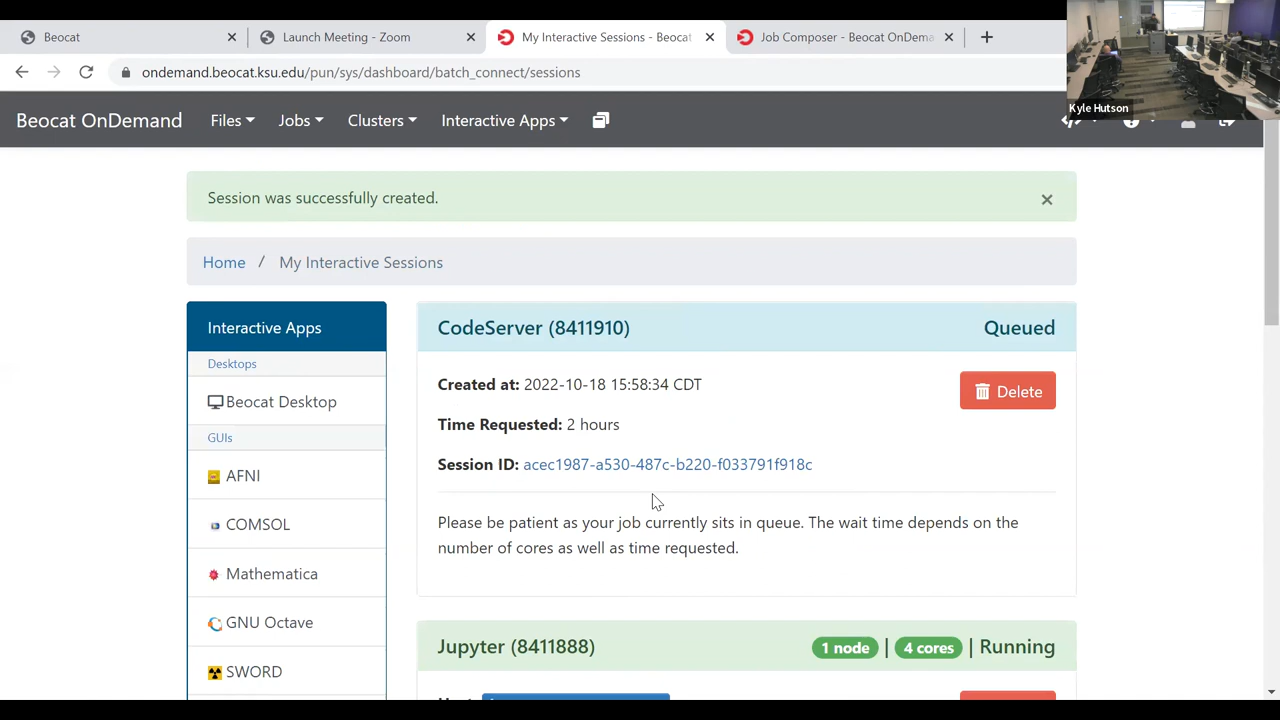 Beocat
Launch Meeting - Zoom
My Interactive Sessions - Beocat
Job Composer - Beocat OnDema
ondemand.beocat.ksu.edu/pun/sys/dashboard/batch_connect/sessions
Kyle Hutson
Beocat OnDemand Files Jobs Clusters Interactive Apps
Session was successfully created.
Home / My Interactive Sessions
Interactive Apps
Desktops
Beocat Desktop
GUIs
AFNI
COMSOL
Mathematica
GNU Octave
SWORD
CodeServer (8411910) Queued
Created at: 2022-10-18 15:58:34 CDT
Delete
Time Requested: 2 hours
Session ID: acec1987-a530-487c-b220-f033791f918c
Please be patient as your job currently sits in queue. The wait time depends on the
number of cores as well as time requested.
Jupyter (8411888) 1 node | 4 cores | Running